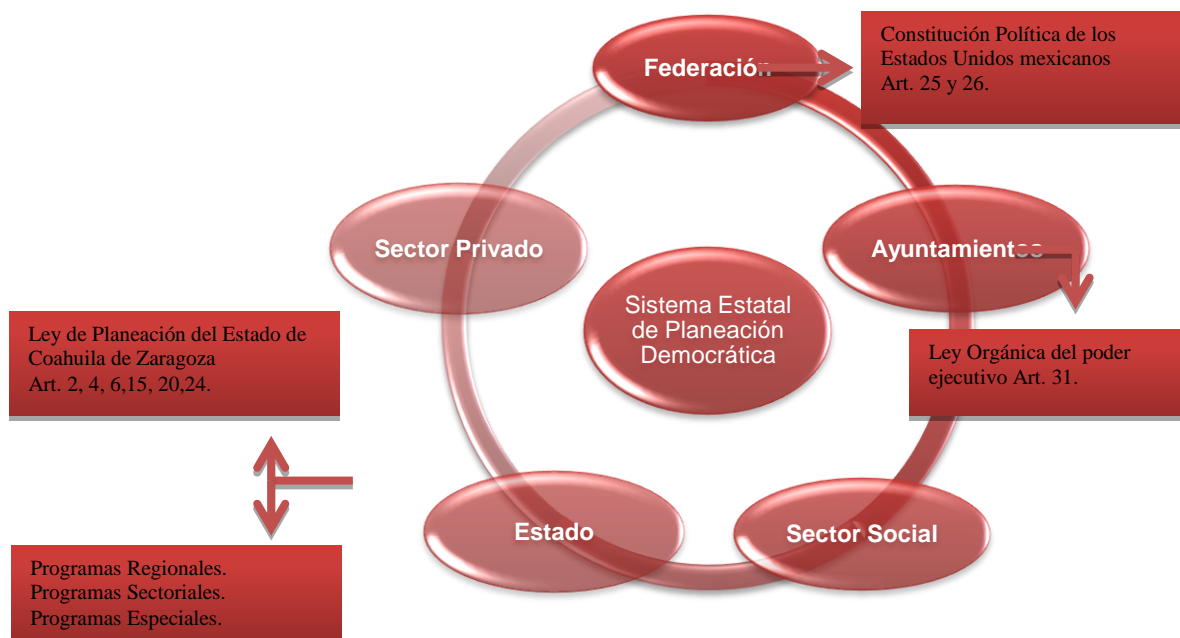 Federación
Constitución Política de los
Estados Unidos mexicanos
Art. 25 y 26.
Sector Privado
Ayuntamientos
Sistema Estatal
de Planeación
Democrática
Ley de Planeación del Estado de
Coahuila de Zaragoza
Art. 2, 4, 6,15, 20,24.
Ley Orgánica del poder
ejecutivo Art. 31.
Estado
Sector Social
Programas Regionales.
Programas Sectoriales.
Programas Especiales.